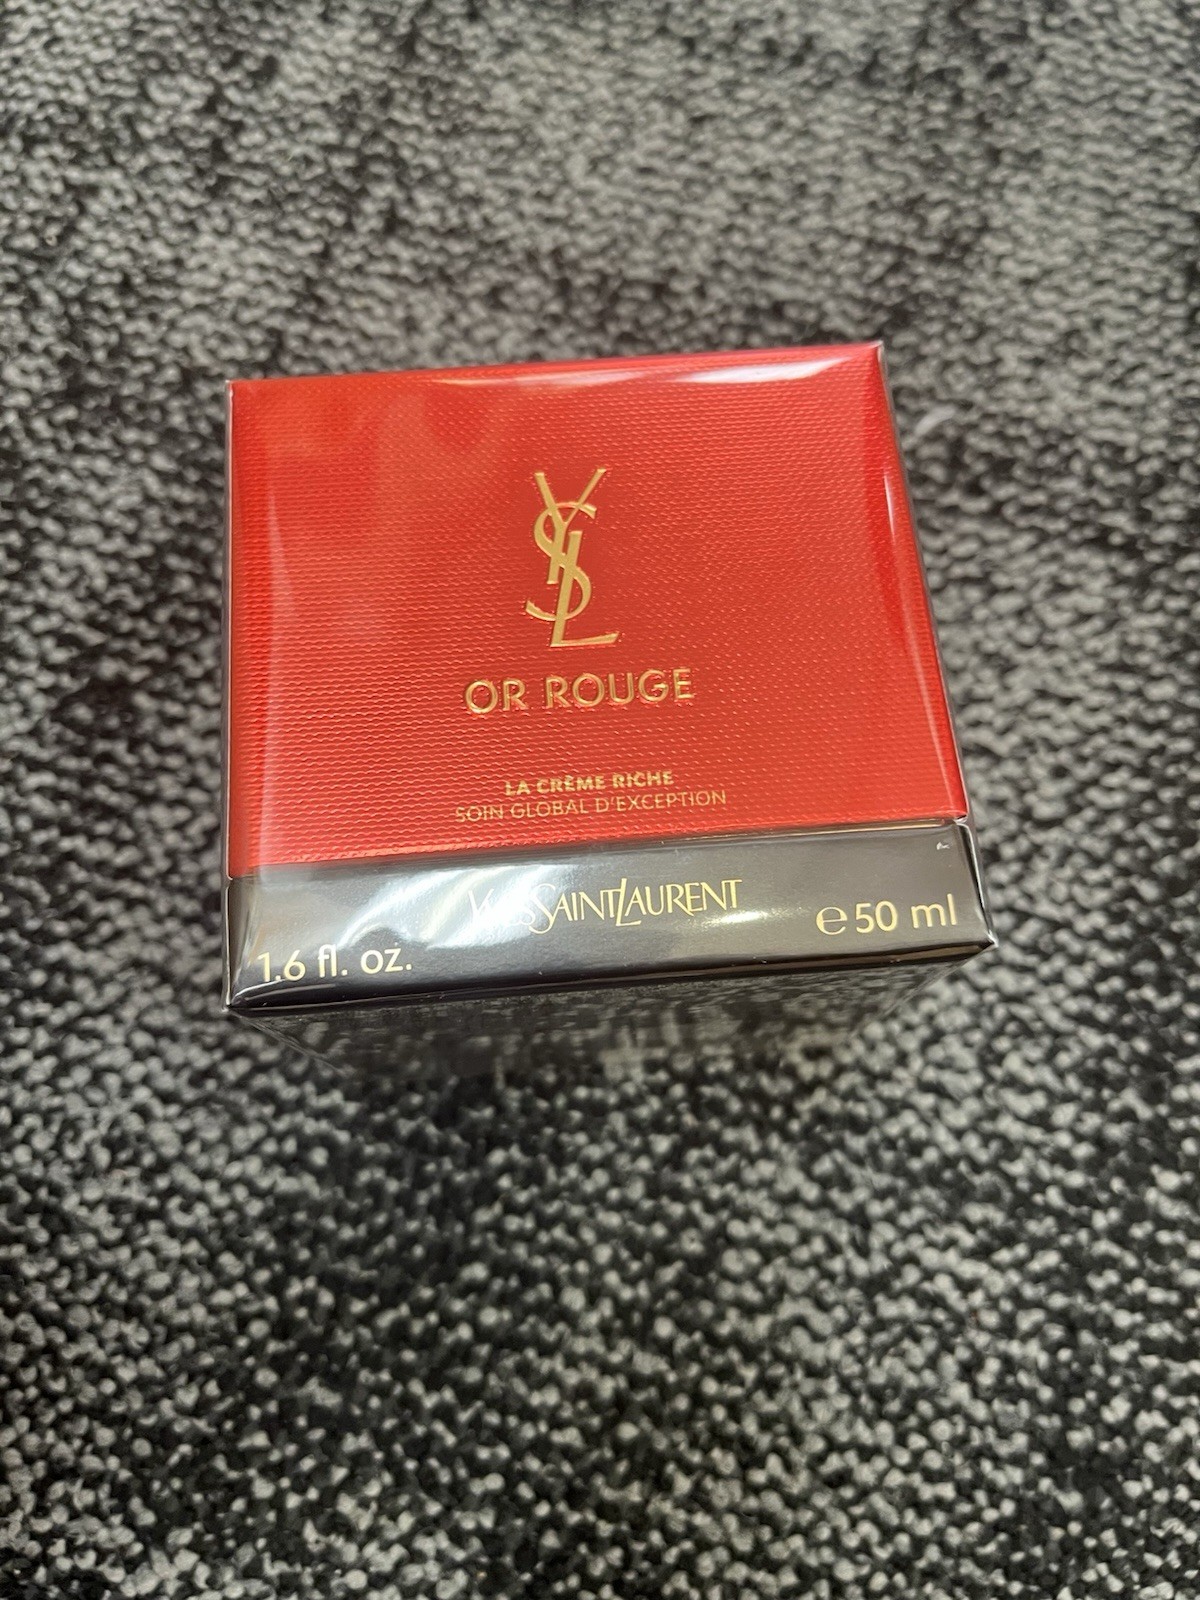 YSL
OR ROUGE
LA CRÈME RICHE
SOIN GLOBAL D'EXCEPTION
YVESSAINTLAURENT
1.6 fl. oz.
℮50 ml